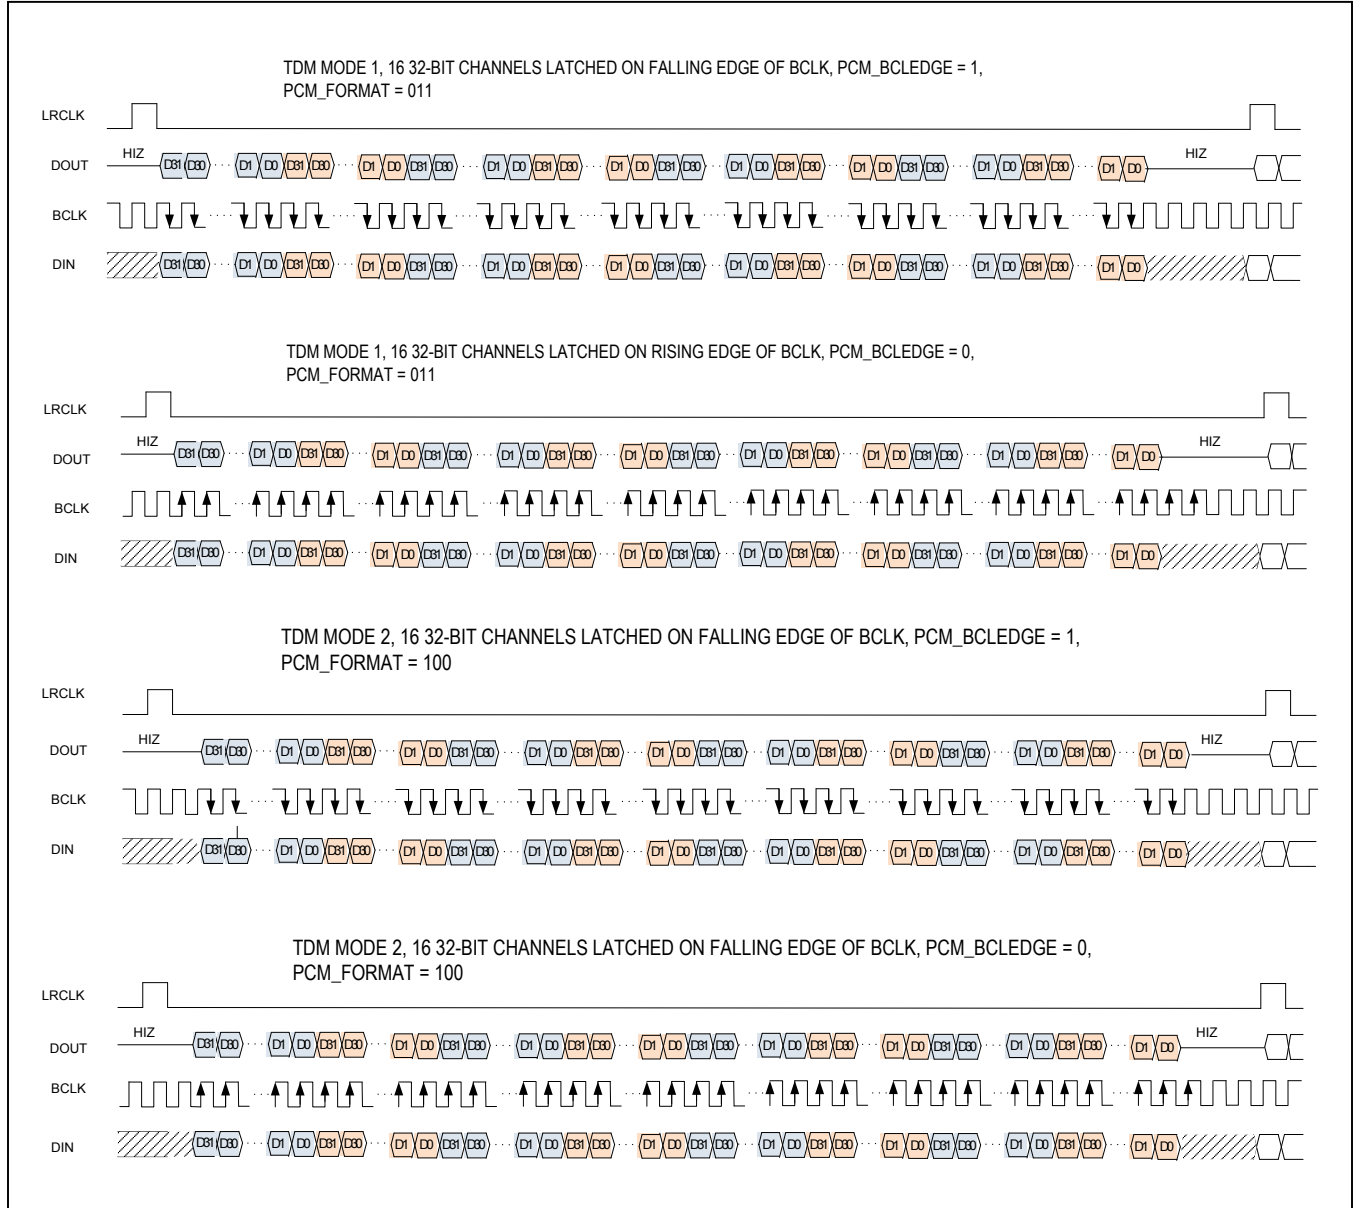 TDM MODE 1, 16 32-BIT CHANNELS LATCHED ON FALLING EDGE OF BCLK, PCM_BCLEDGE = 1,
PCM_FORMAT = 011
LRCLK
DOUT HIZ D31 D30 D1 D0 D31 D30 D1 D0 D31 D30 D1 D0 D31 D30 D1 D0 D31 D30 D1 D0 D31 D30 D1 D0 D31 D30 D1 D0 D31 D30 D1 D0 HIZ
BCLK
DIN D31 D30 D1 D0 D31 D30 D1 D0 D31 D30 D1 D0 D31 D30 D1 D0 D31 D30 D1 D0 D31 D30 D1 D0 D31 D30 D1 D0 D31 D30 D1 D0
TDM MODE 1, 16 32-BIT CHANNELS LATCHED ON RISING EDGE OF BCLK, PCM_BCLEDGE = 0,
PCM_FORMAT = 011
LRCLK
DOUT HIZ D31 D30 D1 D0 D31 D30 D1 D0 D31 D30 D1 D0 D31 D30 D1 D0 D31 D30 D1 D0 D31 D30 D1 D0 D31 D30 D1 D0 D31 D30 D1 D0 HIZ
BCLK
DIN D31 D30 D1 D0 D31 D30 D1 D0 D31 D30 D1 D0 D31 D30 D1 D0 D31 D30 D1 D0 D31 D30 D1 D0 D31 D30 D1 D0 D31 D30 D1 D0
TDM MODE 2, 16 32-BIT CHANNELS LATCHED ON FALLING EDGE OF BCLK, PCM_BCLEDGE = 1,
PCM_FORMAT = 100
LRCLK
DOUT HIZ D31 D30 D1 D0 D31 D30 D1 D0 D31 D30 D1 D0 D31 D30 D1 D0 D31 D30 D1 D0 D31 D30 D1 D0 D31 D30 D1 D0 D31 D30 D1 D0 HIZ
BCLK
DIN D31 D30 D1 D0 D31 D30 D1 D0 D31 D30 D1 D0 D31 D30 D1 D0 D31 D30 D1 D0 D31 D30 D1 D0 D31 D30 D1 D0 D31 D30 D1 D0
TDM MODE 2, 16 32-BIT CHANNELS LATCHED ON FALLING EDGE OF BCLK, PCM_BCLEDGE = 0,
PCM_FORMAT = 100
LRCLK
DOUT HIZ D31 D30 D1 D0 D31 D30 D1 D0 D31 D30 D1 D0 D31 D30 D1 D0 D31 D30 D1 D0 D31 D30 D1 D0 D31 D30 D1 D0 D31 D30 D1 D0 HIZ
BCLK
DIN D31 D30 D1 D0 D31 D30 D1 D0 D31 D30 D1 D0 D31 D30 D1 D0 D31 D30 D1 D0 D31 D30 D1 D0 D31 D30 D1 D0 D31 D30 D1 D0